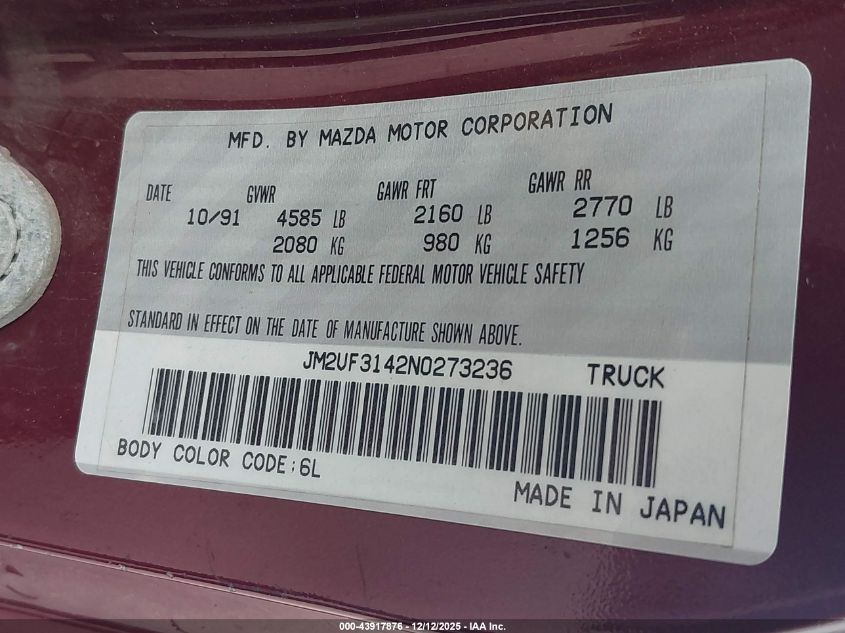 MFD. BY MAZDA MOTOR CORPORATION
DATE GVWR GAWR FRT GAWR RR
10/91 4585 LB 2160 LB 2770 LB
2080 KG 980 KG 1256 KG
THIS VEHICLE CONFORMS TO ALL APPLICABLE FEDERAL MOTOR VEHICLE SAFETY
STANDARD IN EFFECT ON THE DATE OF MANUFACTURE SHOWN ABOVE.
JM2UF3142N0273236 TRUCK
BODY COLOR CODE:6L
MADE IN JAPAN
000-43917876 - 12/12/2025 - IAA Inc.